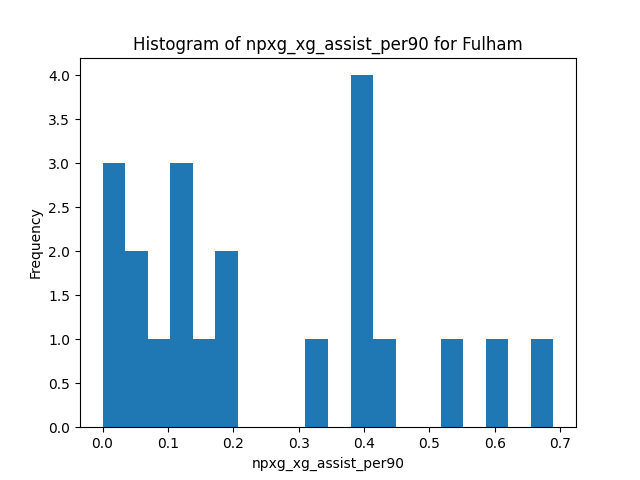 Histogram of npxg_xg_assist_per90 for Fulham
Frequency
4.0
3.5
3.0
2.5
2.0
1.5
1.0
0.5
0.0
0.0 0.1 0.2 0.3 0.4 0.5 0.6 0.7
npxg_xg_assist_per90